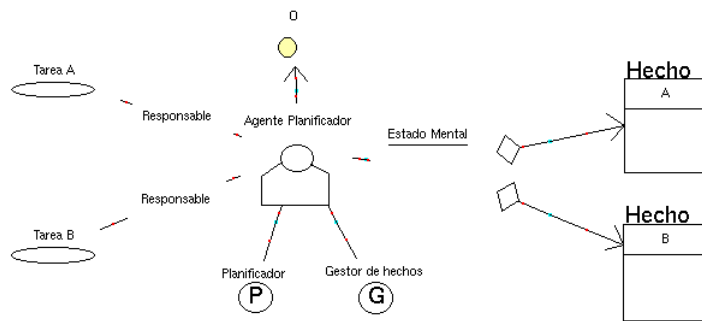 O
Tarea A
Responsable
Agente Planificador
Estado Mental
Hecho
A
Responsable
Tarea B
Planificador
P
Gestor de hechos
G
Hecho
B